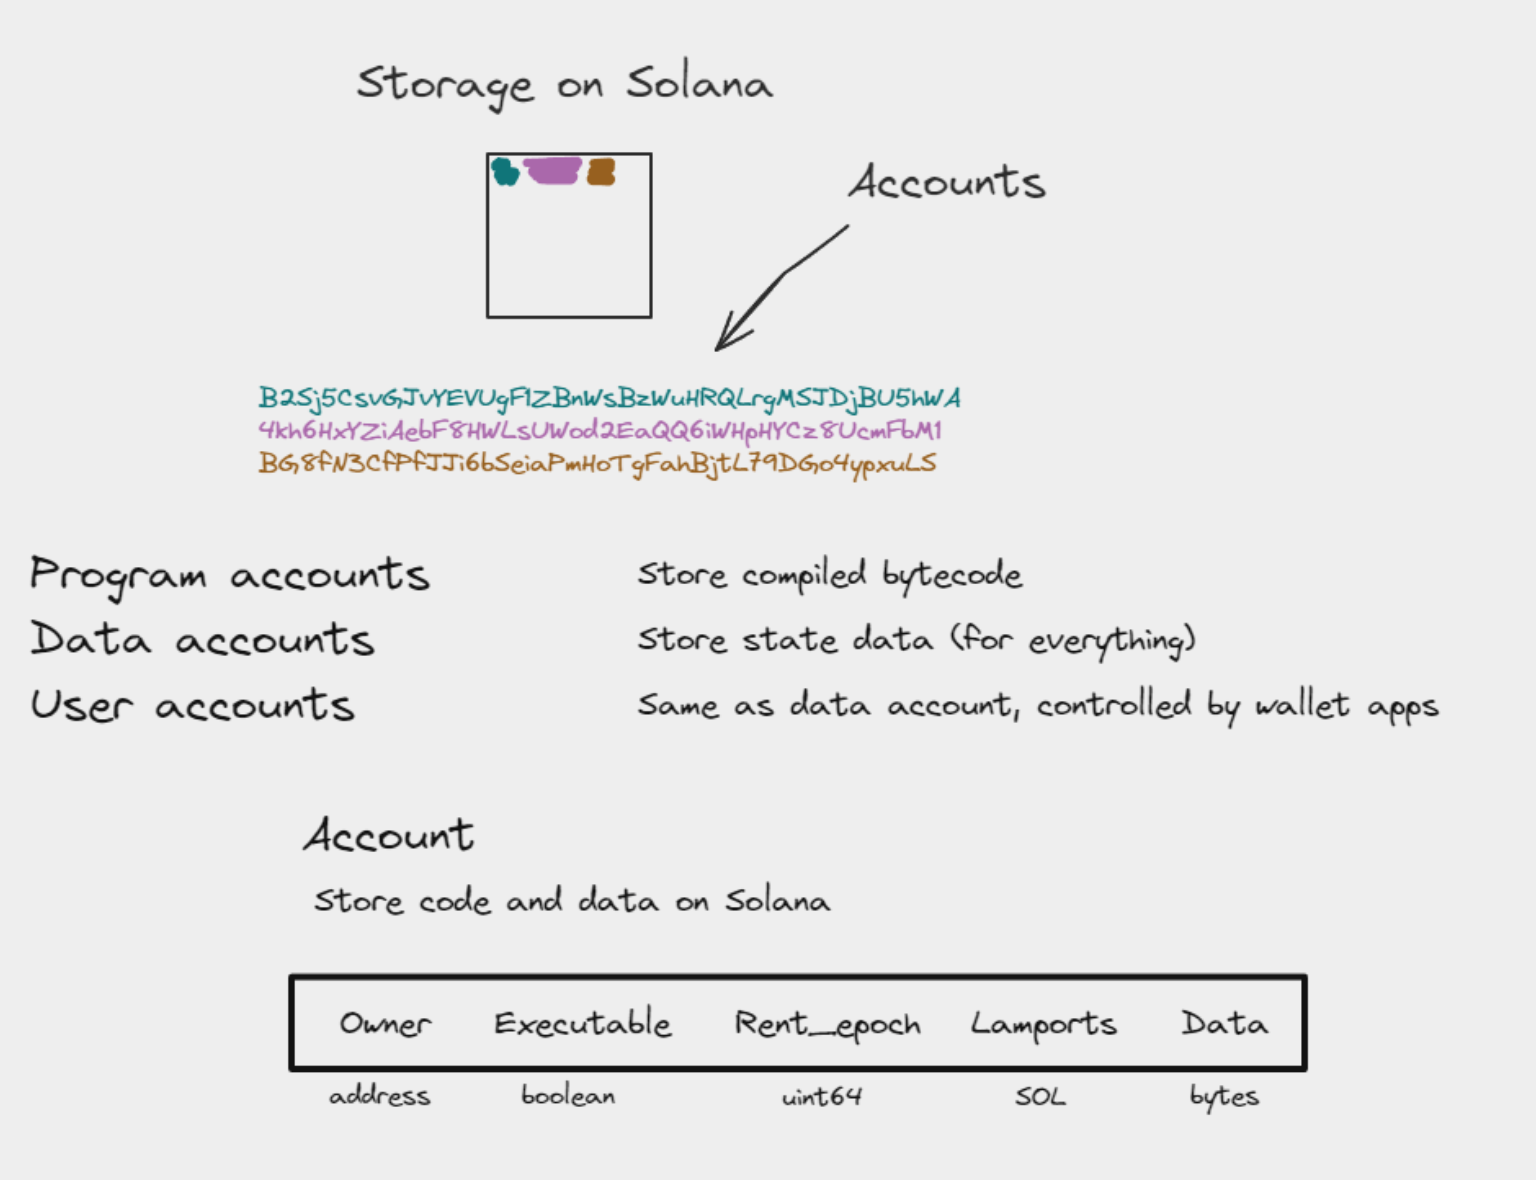 Storage on Solana
Accounts
B2Sj5CsvGJvYEVUgF1ZBnWsBzWuHRQLrgMSJDjBU5hWA
4kh6HxYZiAebF8HWLsUWod2EaQQ6iWHpHYCz8UcmFbM1
BG8fN3CfPfJJi6bSeiaPmHoTgFahBjtL79DGo4ypxuLS
Program accounts Store compiled bytecode
Data accounts Store state data (for everything)
User accounts Same as data account, controlled by wallet apps
Account
Store code and data on Solana
Owner Executable Rent_epoch Lamports Data
address boolean uint64 SOL bytes